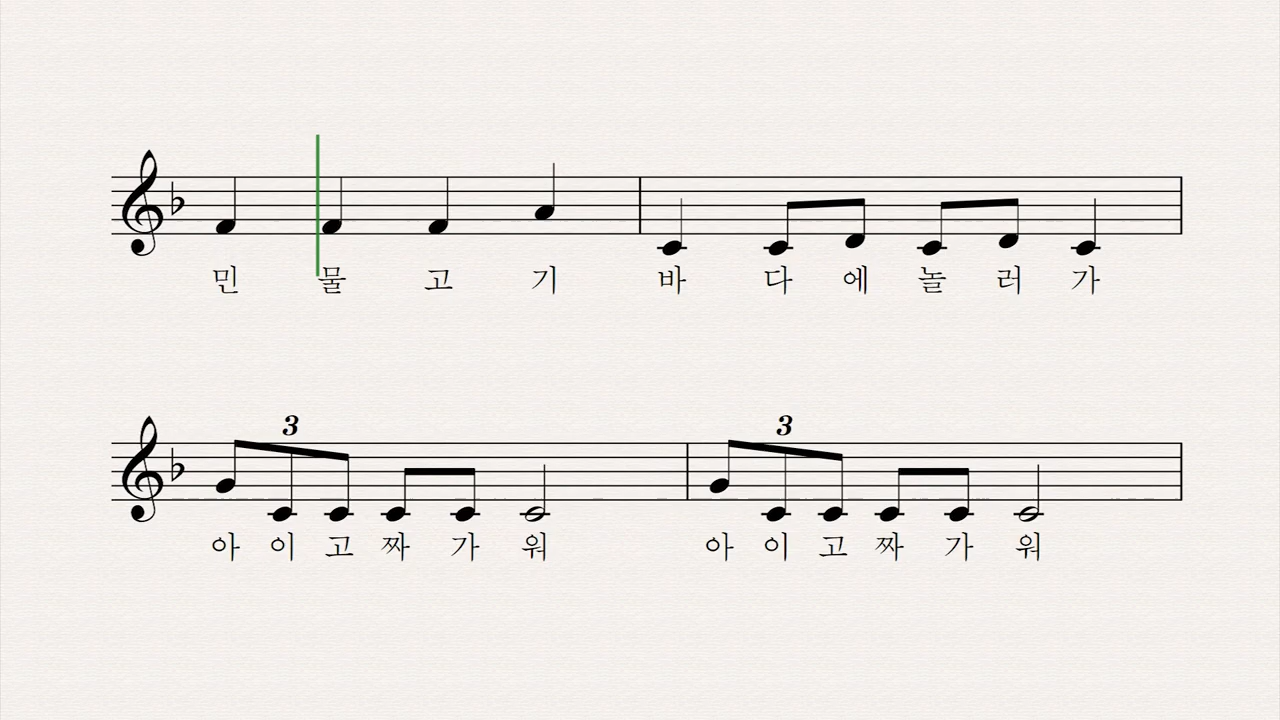 민 물 고 기 바 다 에 놀 러 가
3 3
아 이 고 짜 가 워 아 이 고 짜 가 워